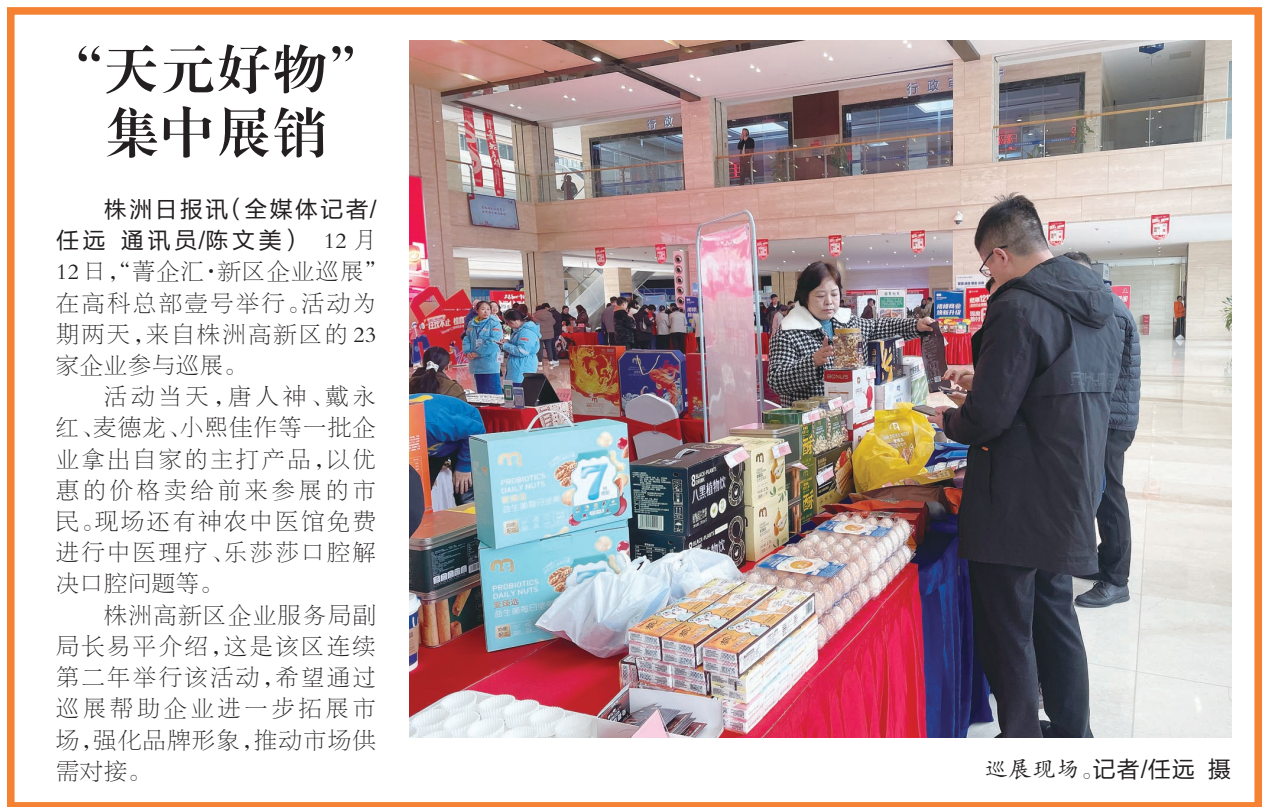 “天元好物”
集中展销
株洲日报讯（全媒体记者/
任远 通讯员/陈文美） 12月
12日，“菁企汇·新区企业巡展”
在高科总部壹号举行。活动为
期两天，来自株洲高新区的23
家企业参与巡展。
活动当天，唐人神、戴永
红、麦德龙、小熙佳作等一批企
业拿出自家的主打产品，以优
惠的价格卖给前来参展的市
民。现场还有神农中医馆免费
进行中医理疗、乐莎莎口腔解
决口腔问题等。
株洲高新区企业服务局副
局长易平介绍，这是该区连续
第二年举行该活动，希望通过
巡展帮助企业进一步拓展市
场，强化品牌形象，推动市场供
需对接。
行政
行政
PROBIOTICS
DAILY NUTS
7
八黑植物饮
PROBIOTICS
DAILY NUTS
巡展现场。记者/任远 摄